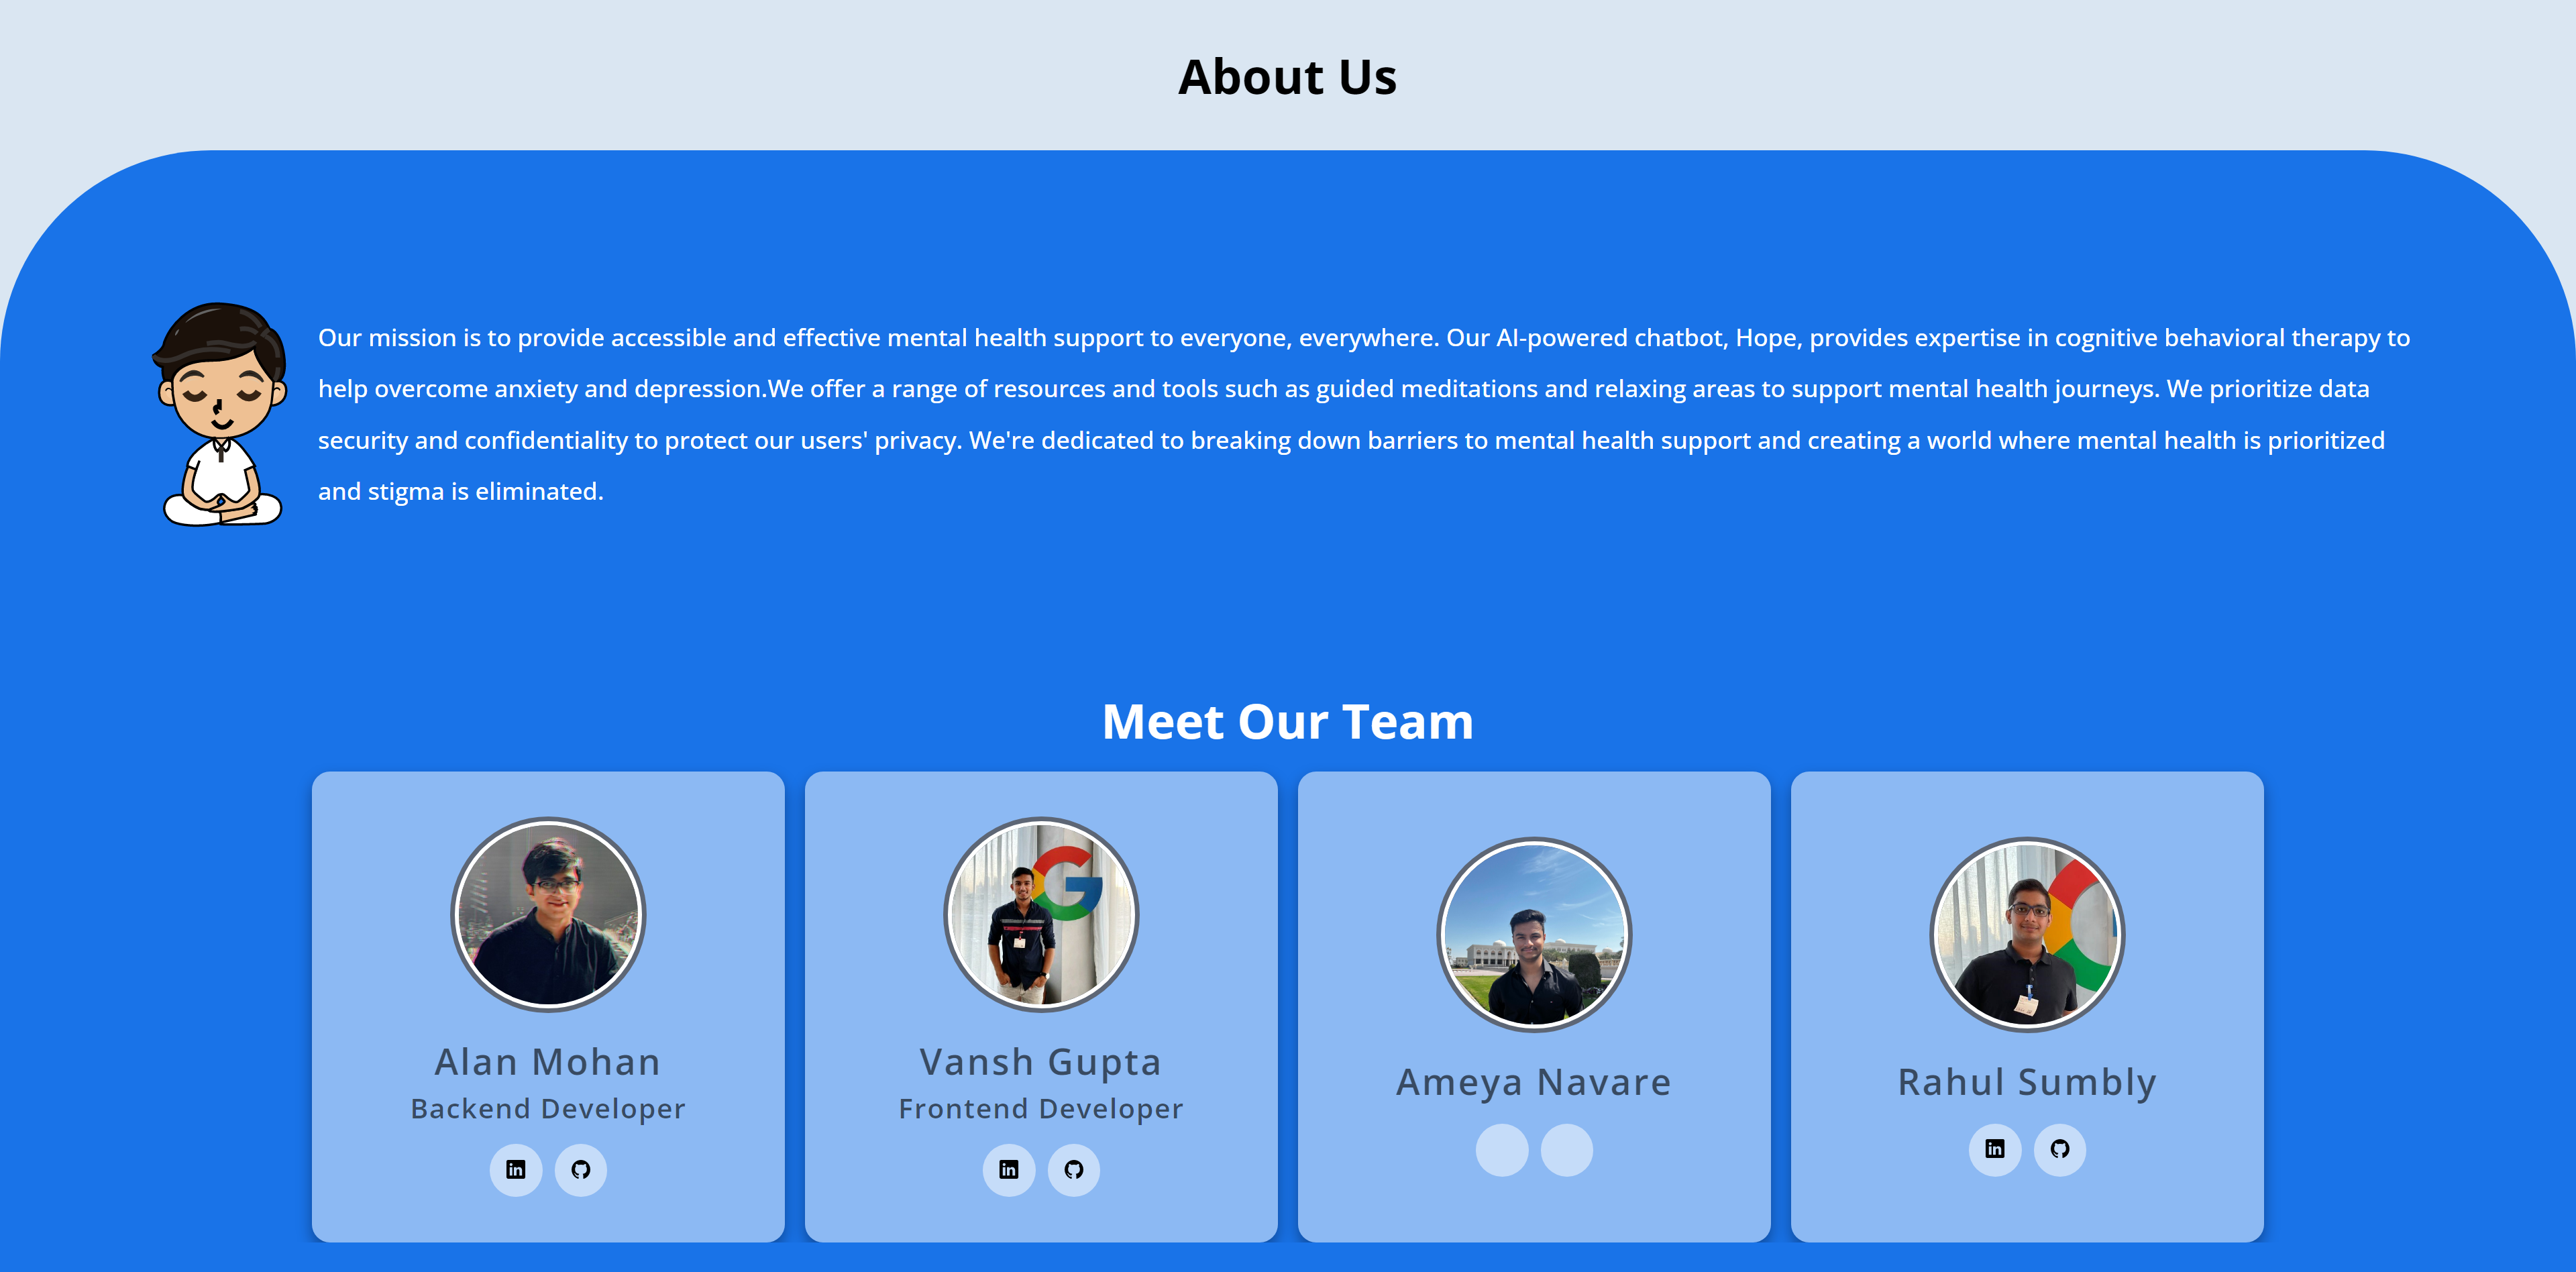 About Us
Our mission is to provide accessible and effective mental health support to everyone, everywhere. Our AI-powered chatbot, Hope, provides expertise in cognitive behavioral therapy to
help overcome anxiety and depression.We offer a range of resources and tools such as guided meditations and relaxing areas to support mental health journeys. We prioritize data
security and confidentiality to protect our users' privacy. We're dedicated to breaking down barriers to mental health support and creating a world where mental health is prioritized
and stigma is eliminated.
Meet Our Team
Alan Mohan
Backend Developer
Vansh Gupta
Frontend Developer
Ameya Navare
Rahul Sumbly